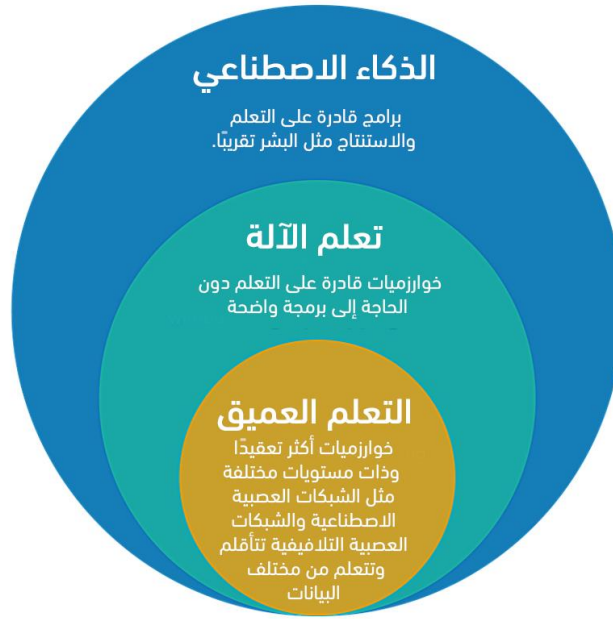 الذكاء الاصطناعي
برامج قادرة على التعلم
والاستنتاج مثل البشر تقريبًا.
تعلم الآلة
خوارزميات قادرة على التعلم دون
الحاجة إلى برمجة واضحة
التعلم العميق
خوارزميات أكثر تعقيدًا
وذات مستويات مختلفة
مثل الشبكات العصبية
الاصطناعية والشبكات
العصبية التلافيفية تتأقلم
وتتعلم من مختلف
البيانات